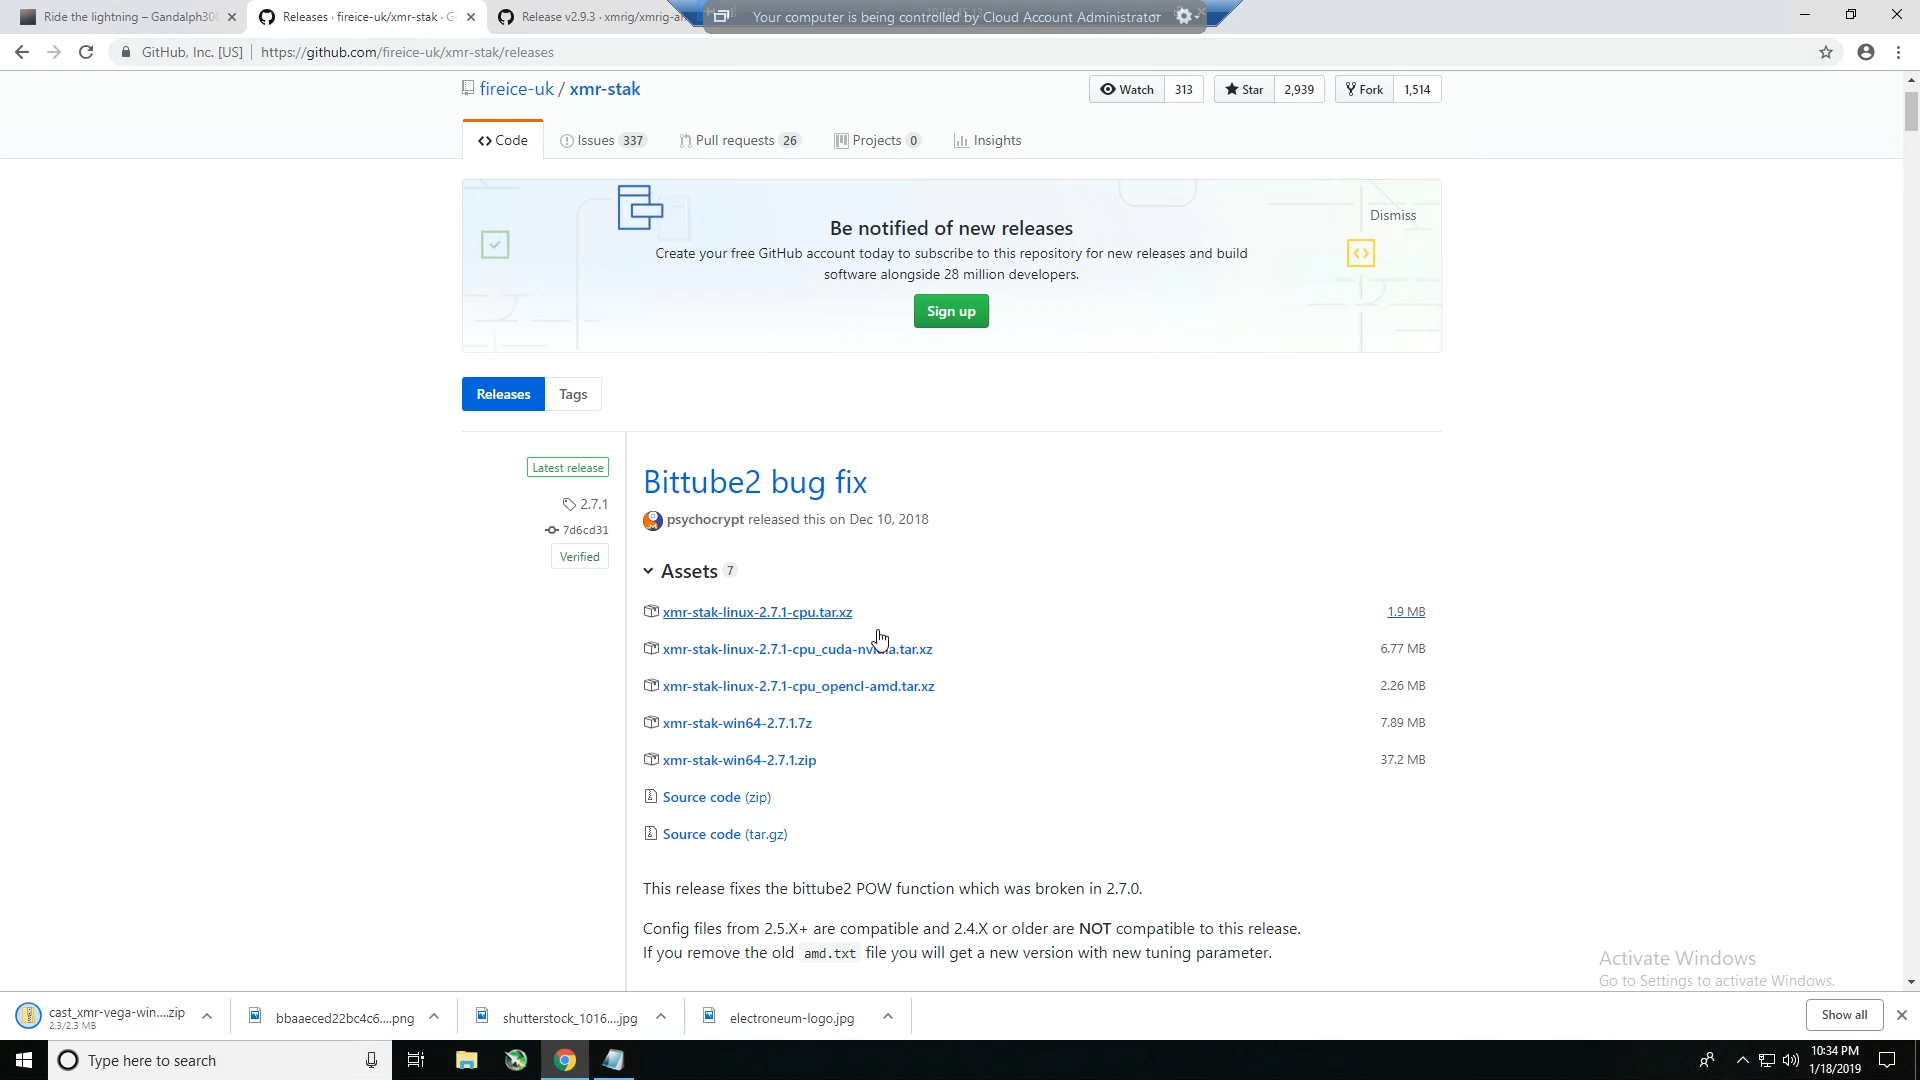 Ride the lightning – Gandalph300
Releases · fireice-uk/xmr-stak · Gi
Release v2.9.3 · xmrig/xmrig-a
Your computer is being controlled by Cloud Account Administrator
GitHub, Inc. [US] | https://github.com/fireice-uk/xmr-stak/releases
fireice-uk / xmr-stak
Watch 313 Star 2,939 Fork 1,514
Code Issues 337 Pull requests 26 Projects 0 Insights
Dismiss
Be notified of new releases
Create your free GitHub account today to subscribe to this repository for new releases and build
software alongside 28 million developers.
Sign up
Releases Tags
Latest release
2.7.1
7d6cd31
Verified
Bittube2 bug fix
psychocrypt released this on Dec 10, 2018
Assets 7
xmr-stak-linux-2.7.1-cpu.tar.xz 1.9 MB
xmr-stak-linux-2.7.1-cpu_cuda-nvidia.tar.xz 6.77 MB
xmr-stak-linux-2.7.1-cpu_opencl-amd.tar.xz 2.26 MB
xmr-stak-win64-2.7.1.7z 7.89 MB
xmr-stak-win64-2.7.1.zip 37.2 MB
Source code (zip)
Source code (tar.gz)
This release fixes the bittube2 POW function which was broken in 2.7.0.
Config files from 2.5.X+ are compatible and 2.4.X or older are NOT compatible to this release.
If you remove the old amd.txt file you will get a new version with new tuning parameter.
Activate Windows
Go to Settings to activate Windows.
cast_xmr-vega-win....zip
2.3/2.3 MB
bbaaeced22bc4c6....png
shutterstock_1016....jpg
electroneum-logo.jpg
Show all
Type here to search
10:34 PM
1/18/2019